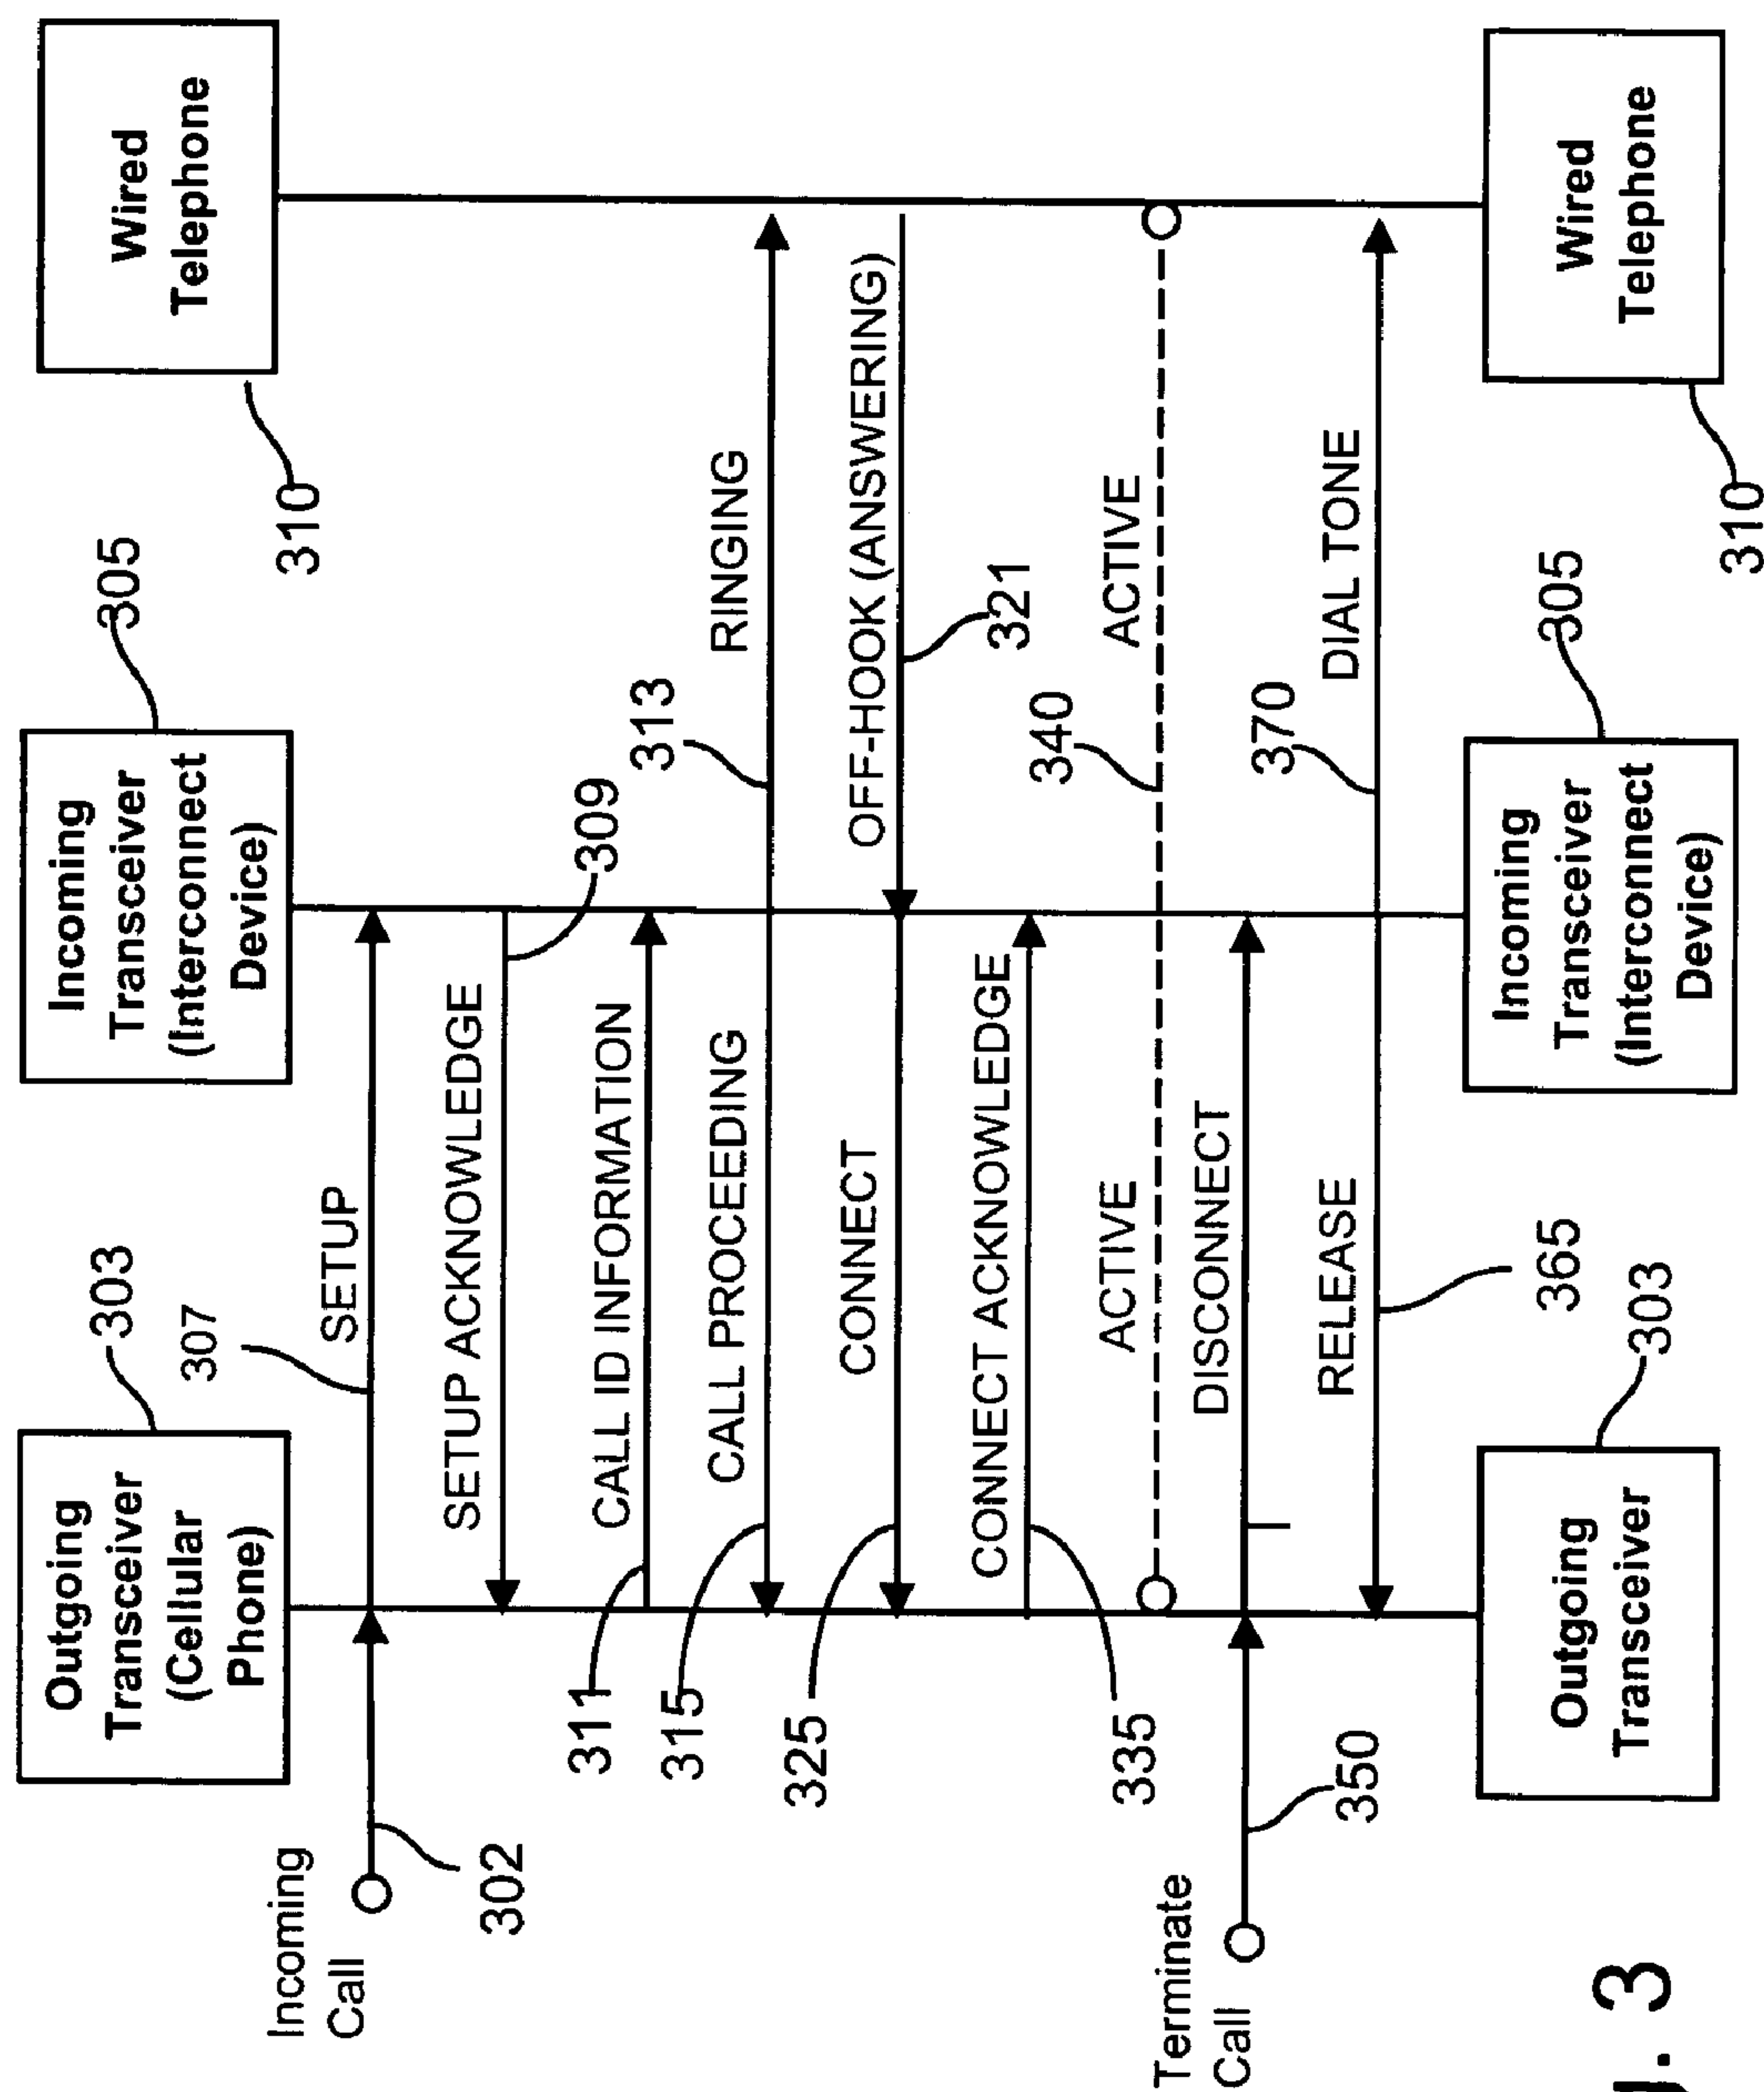 Outgoing
Transceiver
(Cellular
Phone)
303
Incoming
Transceiver
(Interconnect
Device)
305
Wired
Telephone
310
Incoming
Call
302
307
SETUP
SETUP ACKNOWLEDGE
309
311
CALL ID INFORMATION
315
CALL PROCEEDING
313
RINGING
325
CONNECT
OFF-HOOK (ANSWERING)
321
335
CONNECT ACKNOWLEDGE
ACTIVE
340
ACTIVE
Terminate
Call
350
DISCONNECT
RELEASE
365
370
DIAL TONE
Outgoing
Transceiver
303
Incoming
Transceiver
(Interconnect
Device)
305
Wired
Telephone
310
3